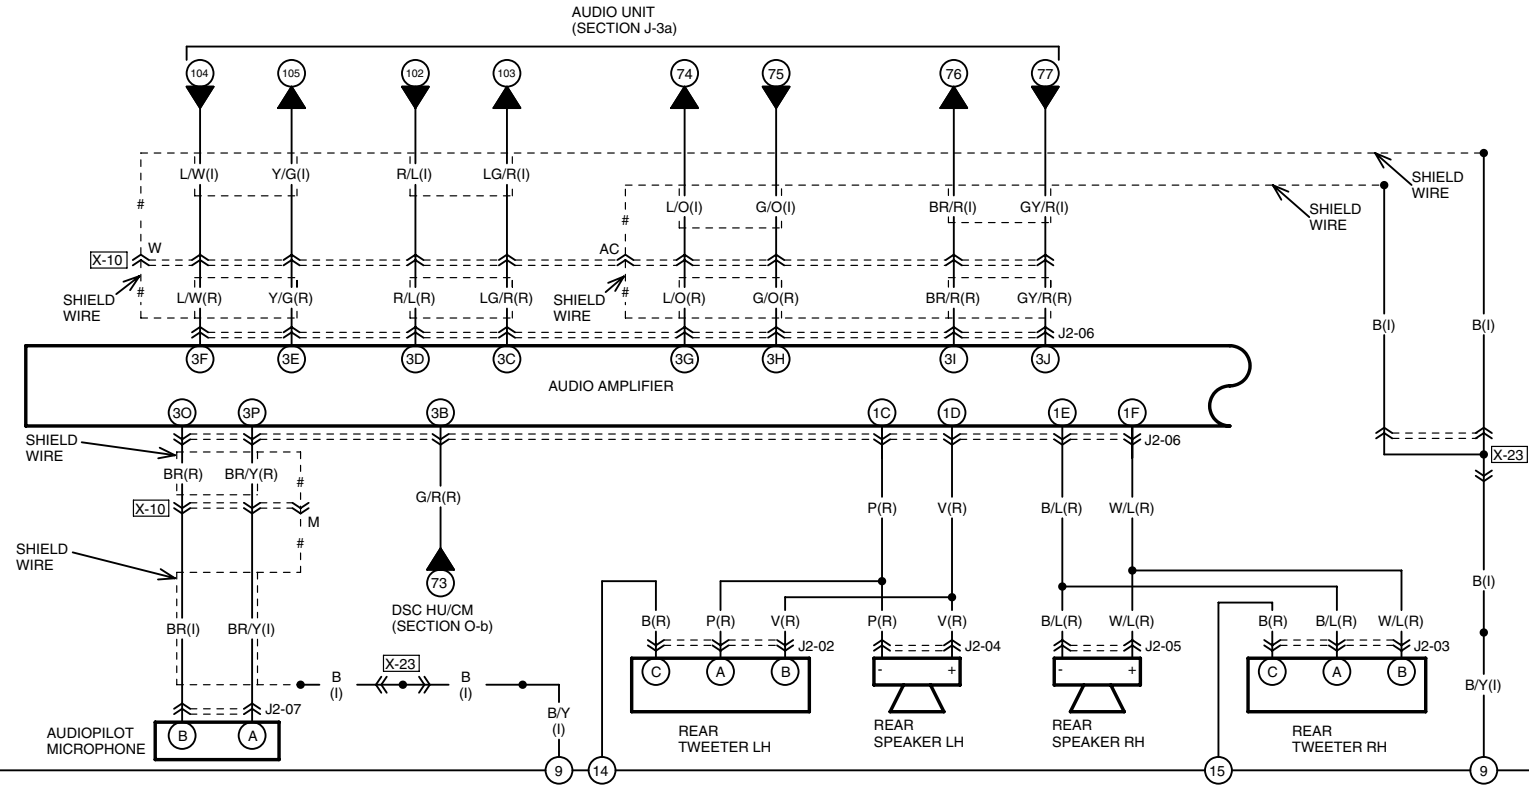 AUDIO UNIT
(SECTION J-3a)
104 105 102 103 74 75 76 77
L/W(I) Y/G(I) R/L(I) LG/R(I)
SHIELD
WIRE
# # L/O(I) G/O(I) BR/R(I) GY/R(I)
SHIELD
WIRE
X-10 W AC
SHIELD
WIRE
# L/W(R) Y/G(R) R/L(R) LG/R(R)
SHIELD
WIRE
# L/O(R) G/O(R) BR/R(R) GY/R(R)
B(I) B(I)
J2-06
3F 3E 3D 3C 3G 3H 3I 3J
AUDIO AMPLIFIER
3O 3P 3B 1C 1D 1E 1F
SHIELD
WIRE
J2-06
X-23
BR(R) BR/Y(R) #
G/R(R)
X-10 M
P(R) V(R) B/L(R) W/L(R)
#
SHIELD
WIRE
73
DSC HU/CM
(SECTION O-b)
B(I)
BR(I) BR/Y(I)
B(R) P(R) V(R) P(R) V(R) B/L(R) W/L(R) B(R) B/L(R) W/L(R)
J2-02 J2-04 J2-05 J2-03
X-23
B
(I)
B
(I)
C A B - + - + C A B
B/Y(I)
J2-07
B/Y
(I)
AUDIOPILOT
MICROPHONE
B A
REAR
TWEETER LH
REAR
SPEAKER LH
REAR
SPEAKER RH
REAR
TWEETER RH
9 14 15 9